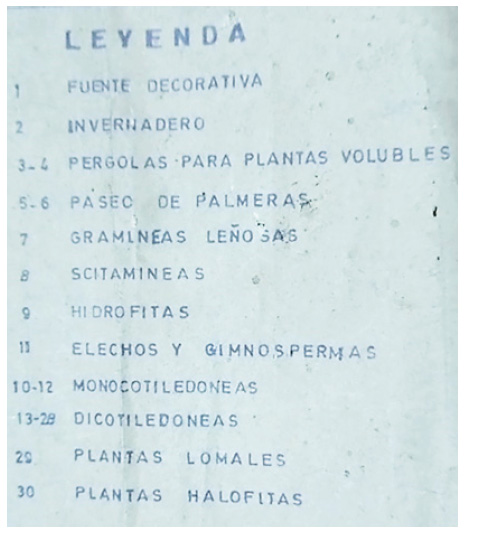 LEYENDA
1 FUENTE DECORATIVA
2 INVERNADERO
3-4 PERGOLAS PARA PLANTAS VOLUBLES
5-6 PASEO DE PALMERAS
7 GRAMINEAS LEÑOSAS
8 SCITAMINEAS
9 HIDROFITAS
11 ELECHOS Y GIMNOSPERMAS
10-12 MONOCOTILEDONEAS
13-28 DICOTILEDONEAS
29 PLANTAS LOMALES
30 PLANTAS HALOFITAS